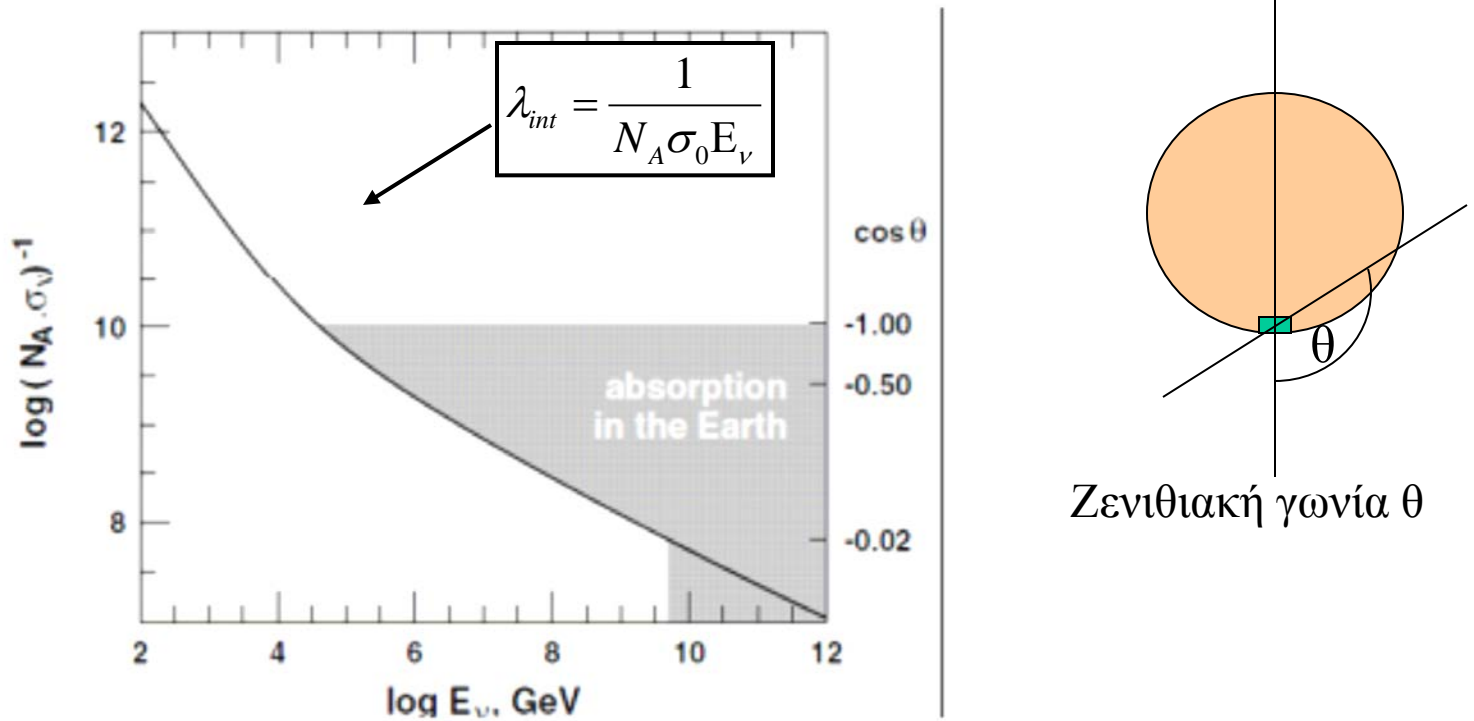 λ_int = 1 / (N_A σ_0 E_ν)
log ( N_A . σ_ν)^-1
12
10
8
cos θ
-1.00
-0.50
-0.02
absorption
in the Earth
2 4 6 8 10 12
log E_ν, GeV
θ
Ζενιθιακή γωνία θ